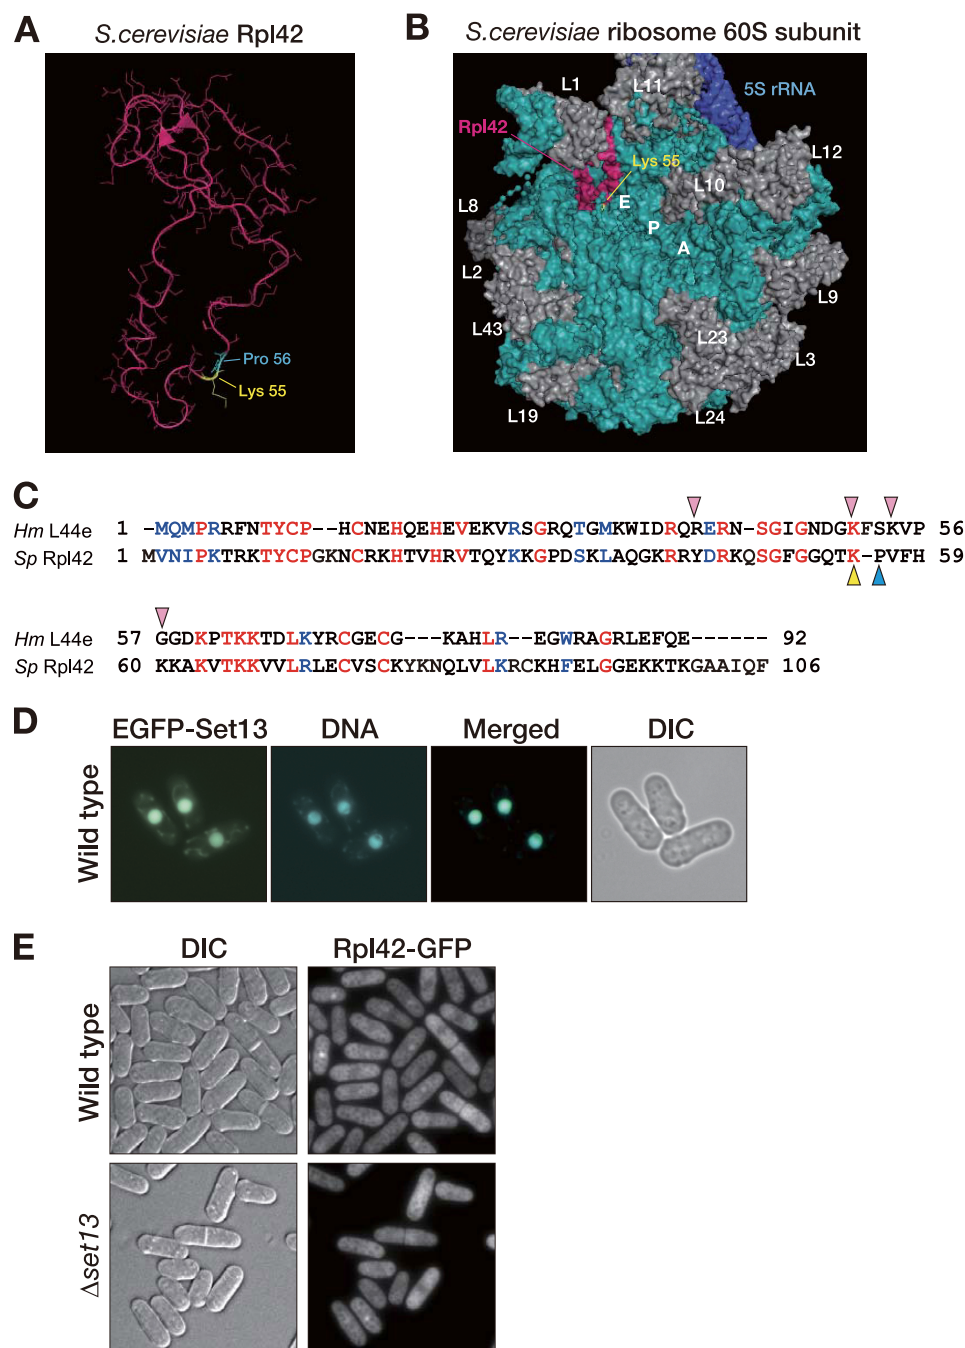 A
S.cerevisiae Rpl42
Pro 56
Lys 55
B
S.cerevisiae ribosome 60S subunit
L1
L11
5S rRNA
Rpl42
Lys 55
L12
L10
L8
E
P
A
L2
L9
L43
L23
L3
L19
L24
C
Hm L44e 1 -MQMPRRFNTYCP--HCNEHQEHEVEKVRSGRQTGMKWIDRQRERN-SGIGNDGKFSKVP 56
Sp Rpl42 1 MVNIPKTRKTYCPGKNCRKHTVHRVTQYKKGPDSKLAQGKRRYDRKQSGFGGQTK-PVFH 59
Hm L44e 57 GGDKPTKKTDLKYRCGECG---KAHLR--EGWRAGRLEFQE------ 92
Sp Rpl42 60 KKAKVTKKVVLRLECVSCKYKNQLVLKRCKHFELGGEKKTKGAAIQF 106
D
EGFP-Set13 DNA Merged DIC
Wild type
E
DIC Rpl42-GFP
Wild type
Δset13